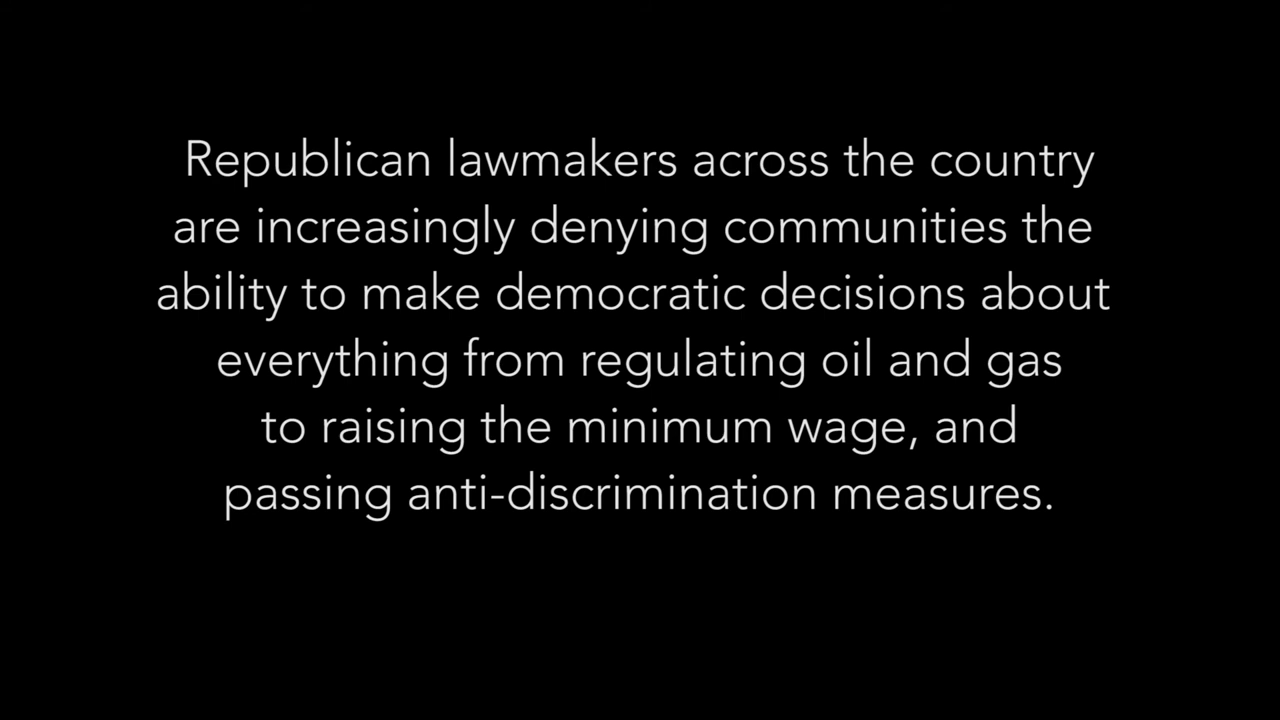 Republican lawmakers across the country
are increasingly denying communities the
ability to make democratic decisions about
everything from regulating oil and gas
to raising the minimum wage, and
passing anti-discrimination measures.